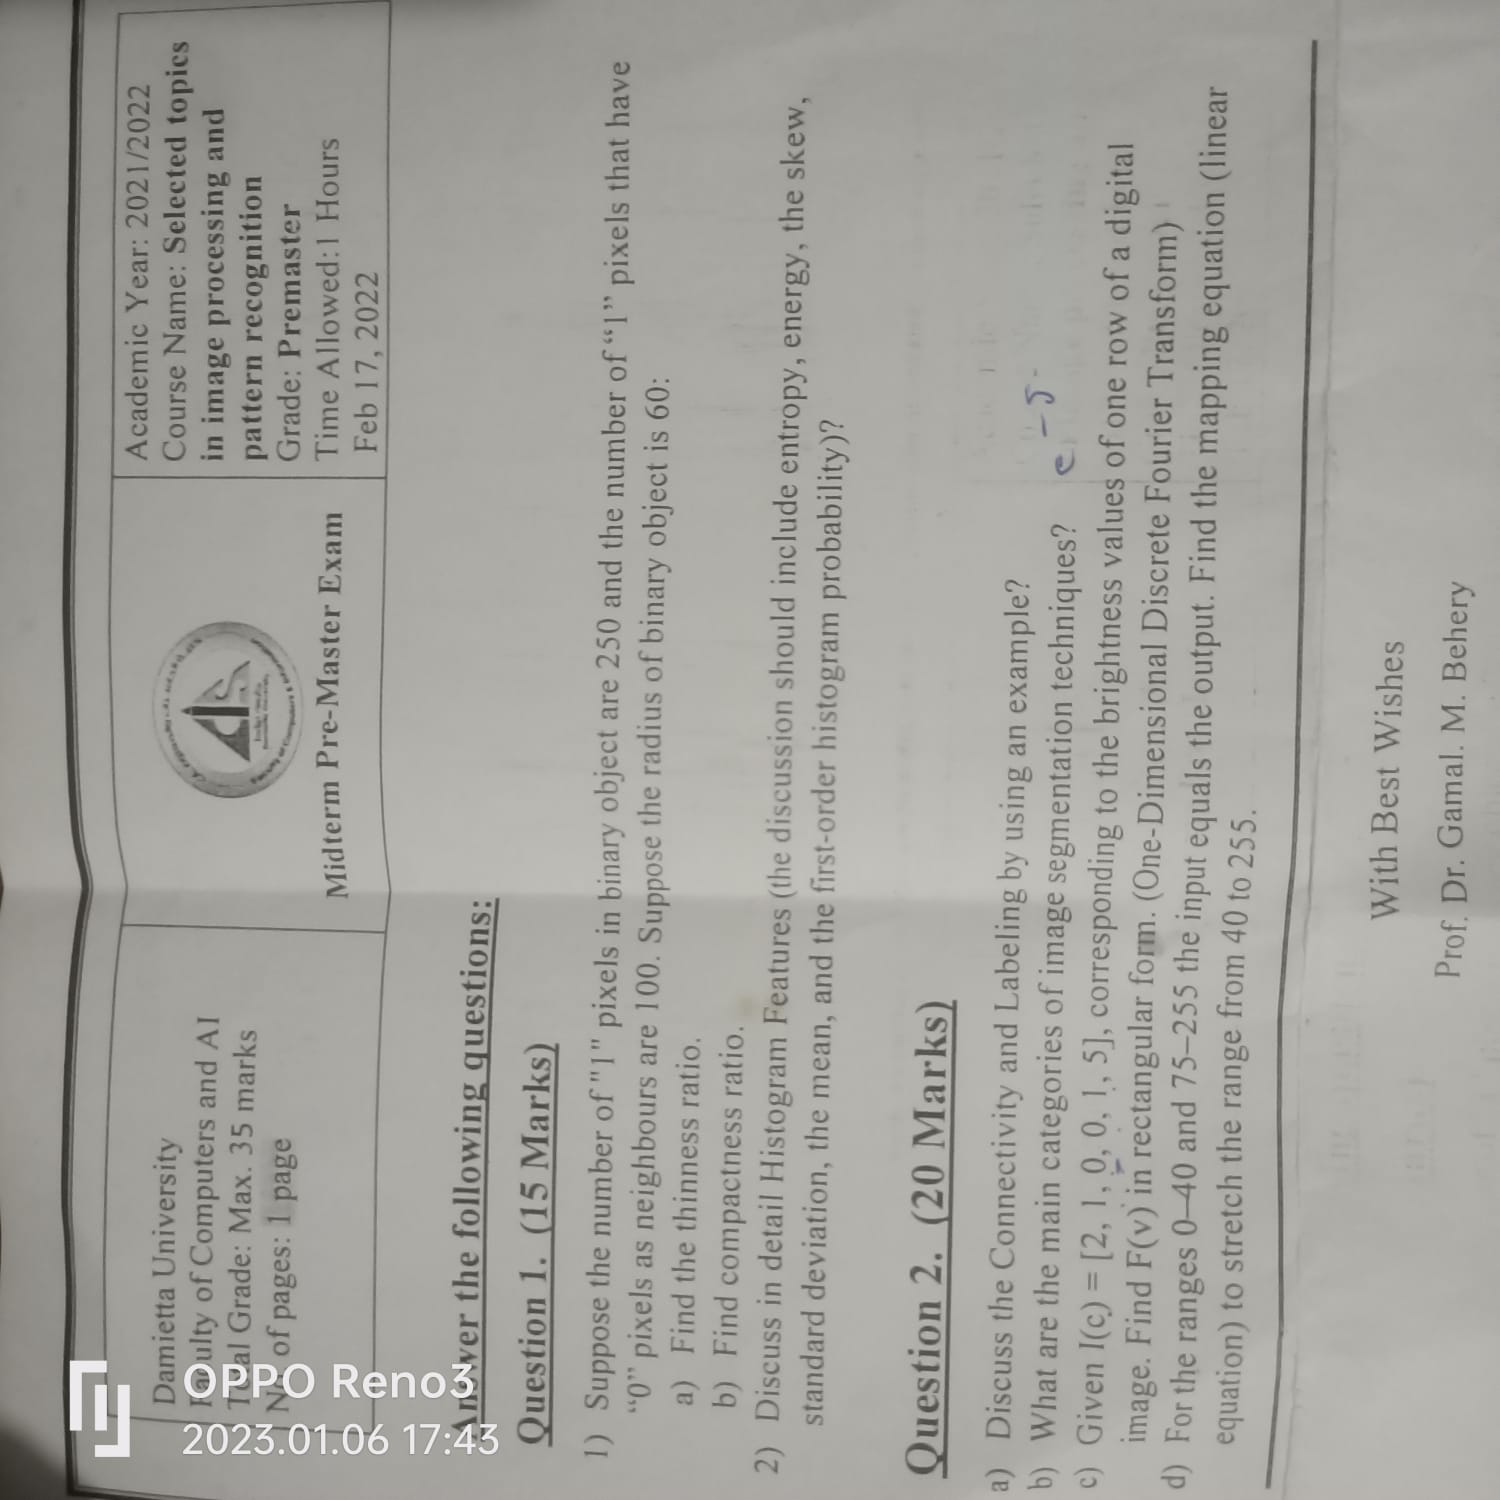 Damietta University
Faculty of Computers and AI
Total Grade: Max. 35 marks
No. of pages: 1 page
Midterm Pre-Master Exam
Academic Year: 2021/2022
Course Name: Selected topics
in image processing and
pattern recognition
Grade: Premaster
Time Allowed:1 Hours
Feb 17, 2022
OPPO Reno3
2023.01.06 17:43
Answer the following questions:
Question 1. (15 Marks)
1) Suppose the number of "1" pixels in binary object are 250 and the number of “1” pixels that have
“0” pixels as neighbours are 100. Suppose the radius of binary object is 60:
a) Find the thinness ratio.
b) Find compactness ratio.
2) Discuss in detail Histogram Features (the discussion should include entropy, energy, the skew,
standard deviation, the mean, and the first-order histogram probability)?
Question 2. (20 Marks)
a) Discuss the Connectivity and Labeling by using an example?
b) What are the main categories of image segmentation techniques? e -5
c) Given I(c) = [2, 1, 0, 0, 1, 5], corresponding to the brightness values of one row of a digital
image. Find F(v) in rectangular form. (One-Dimensional Discrete Fourier Transform)
d) For the ranges 0–40 and 75–255 the input equals the output. Find the mapping equation (linear
equation) to stretch the range from 40 to 255.
With Best Wishes
Prof. Dr. Gamal. M. Behery